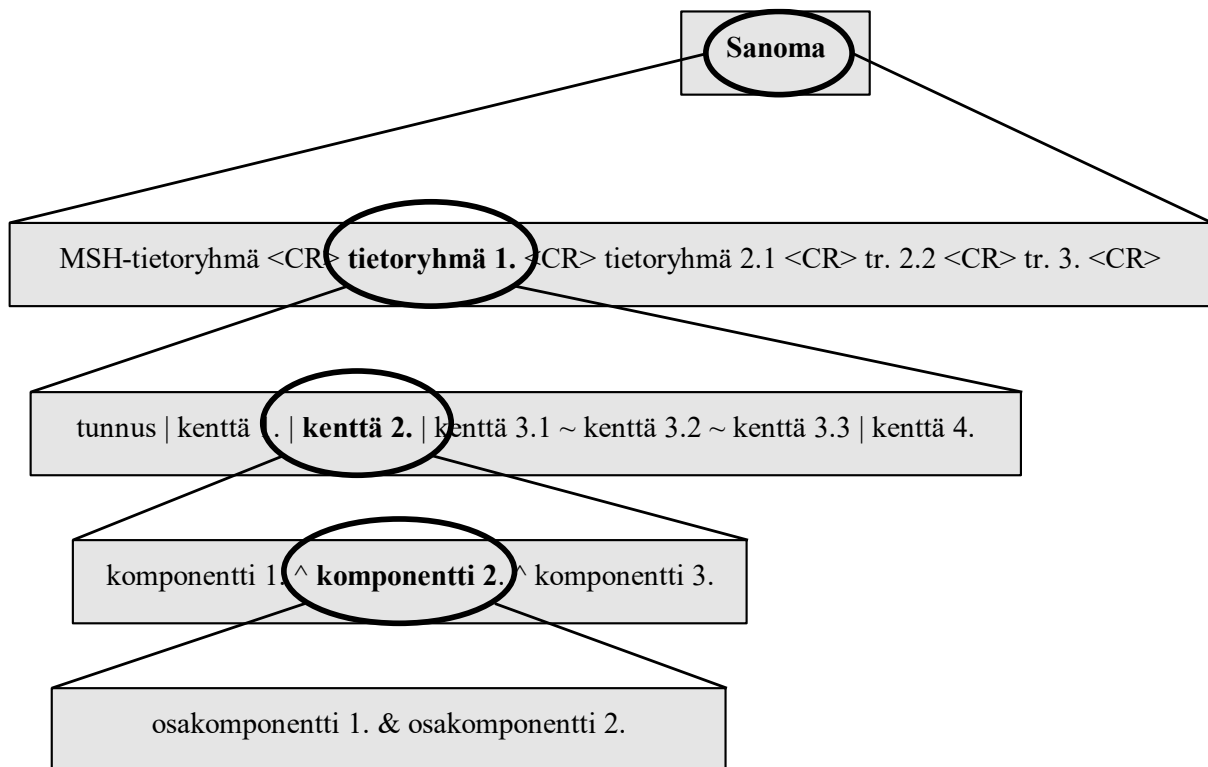 Sanoma
MSH-tietoryhmä <CR> tietoryhmä 1. <CR> tietoryhmä 2.1 <CR> tr. 2.2 <CR> tr. 3. <CR>
tunnus | kenttä 1. | kenttä 2. | kenttä 3.1 ~ kenttä 3.2 ~ kenttä 3.3 | kenttä 4.
komponentti 1. ^ komponentti 2. ^ komponentti 3.
osakomponentti 1. & osakomponentti 2.